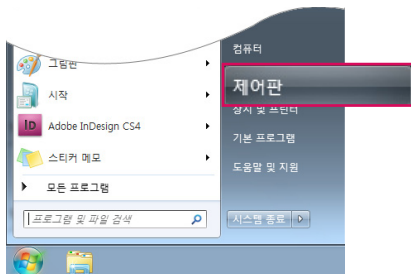 그림판
시작
Adobe InDesign CS4
스티커 메모
모든 프로그램
프로그램 및 파일 검색
컴퓨터
제어판
장치 및 프린터
기본 프로그램
도움말 및 지원
시스템 종료